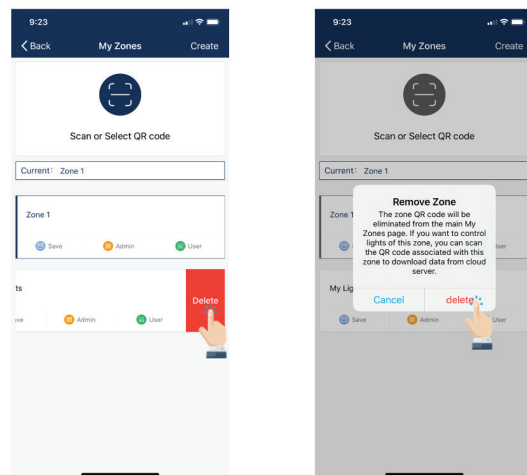 9:23
Back My Zones Create
Scan or Select QR code
Current: Zone 1
Zone 1
Save Admin User
ts
ave Admin User
Delete
9:23
Back My Zones Create
Scan or Select QR code
Current: Zone 1
Zone 1
Remove Zone
The zone QR code will be
eliminated from the main My
Zones page. If you want to control
lights of this zone, you can scan
the QR code associated with this
zone to download data from cloud
server.
Cancel delete
My Lig
Save Admin User